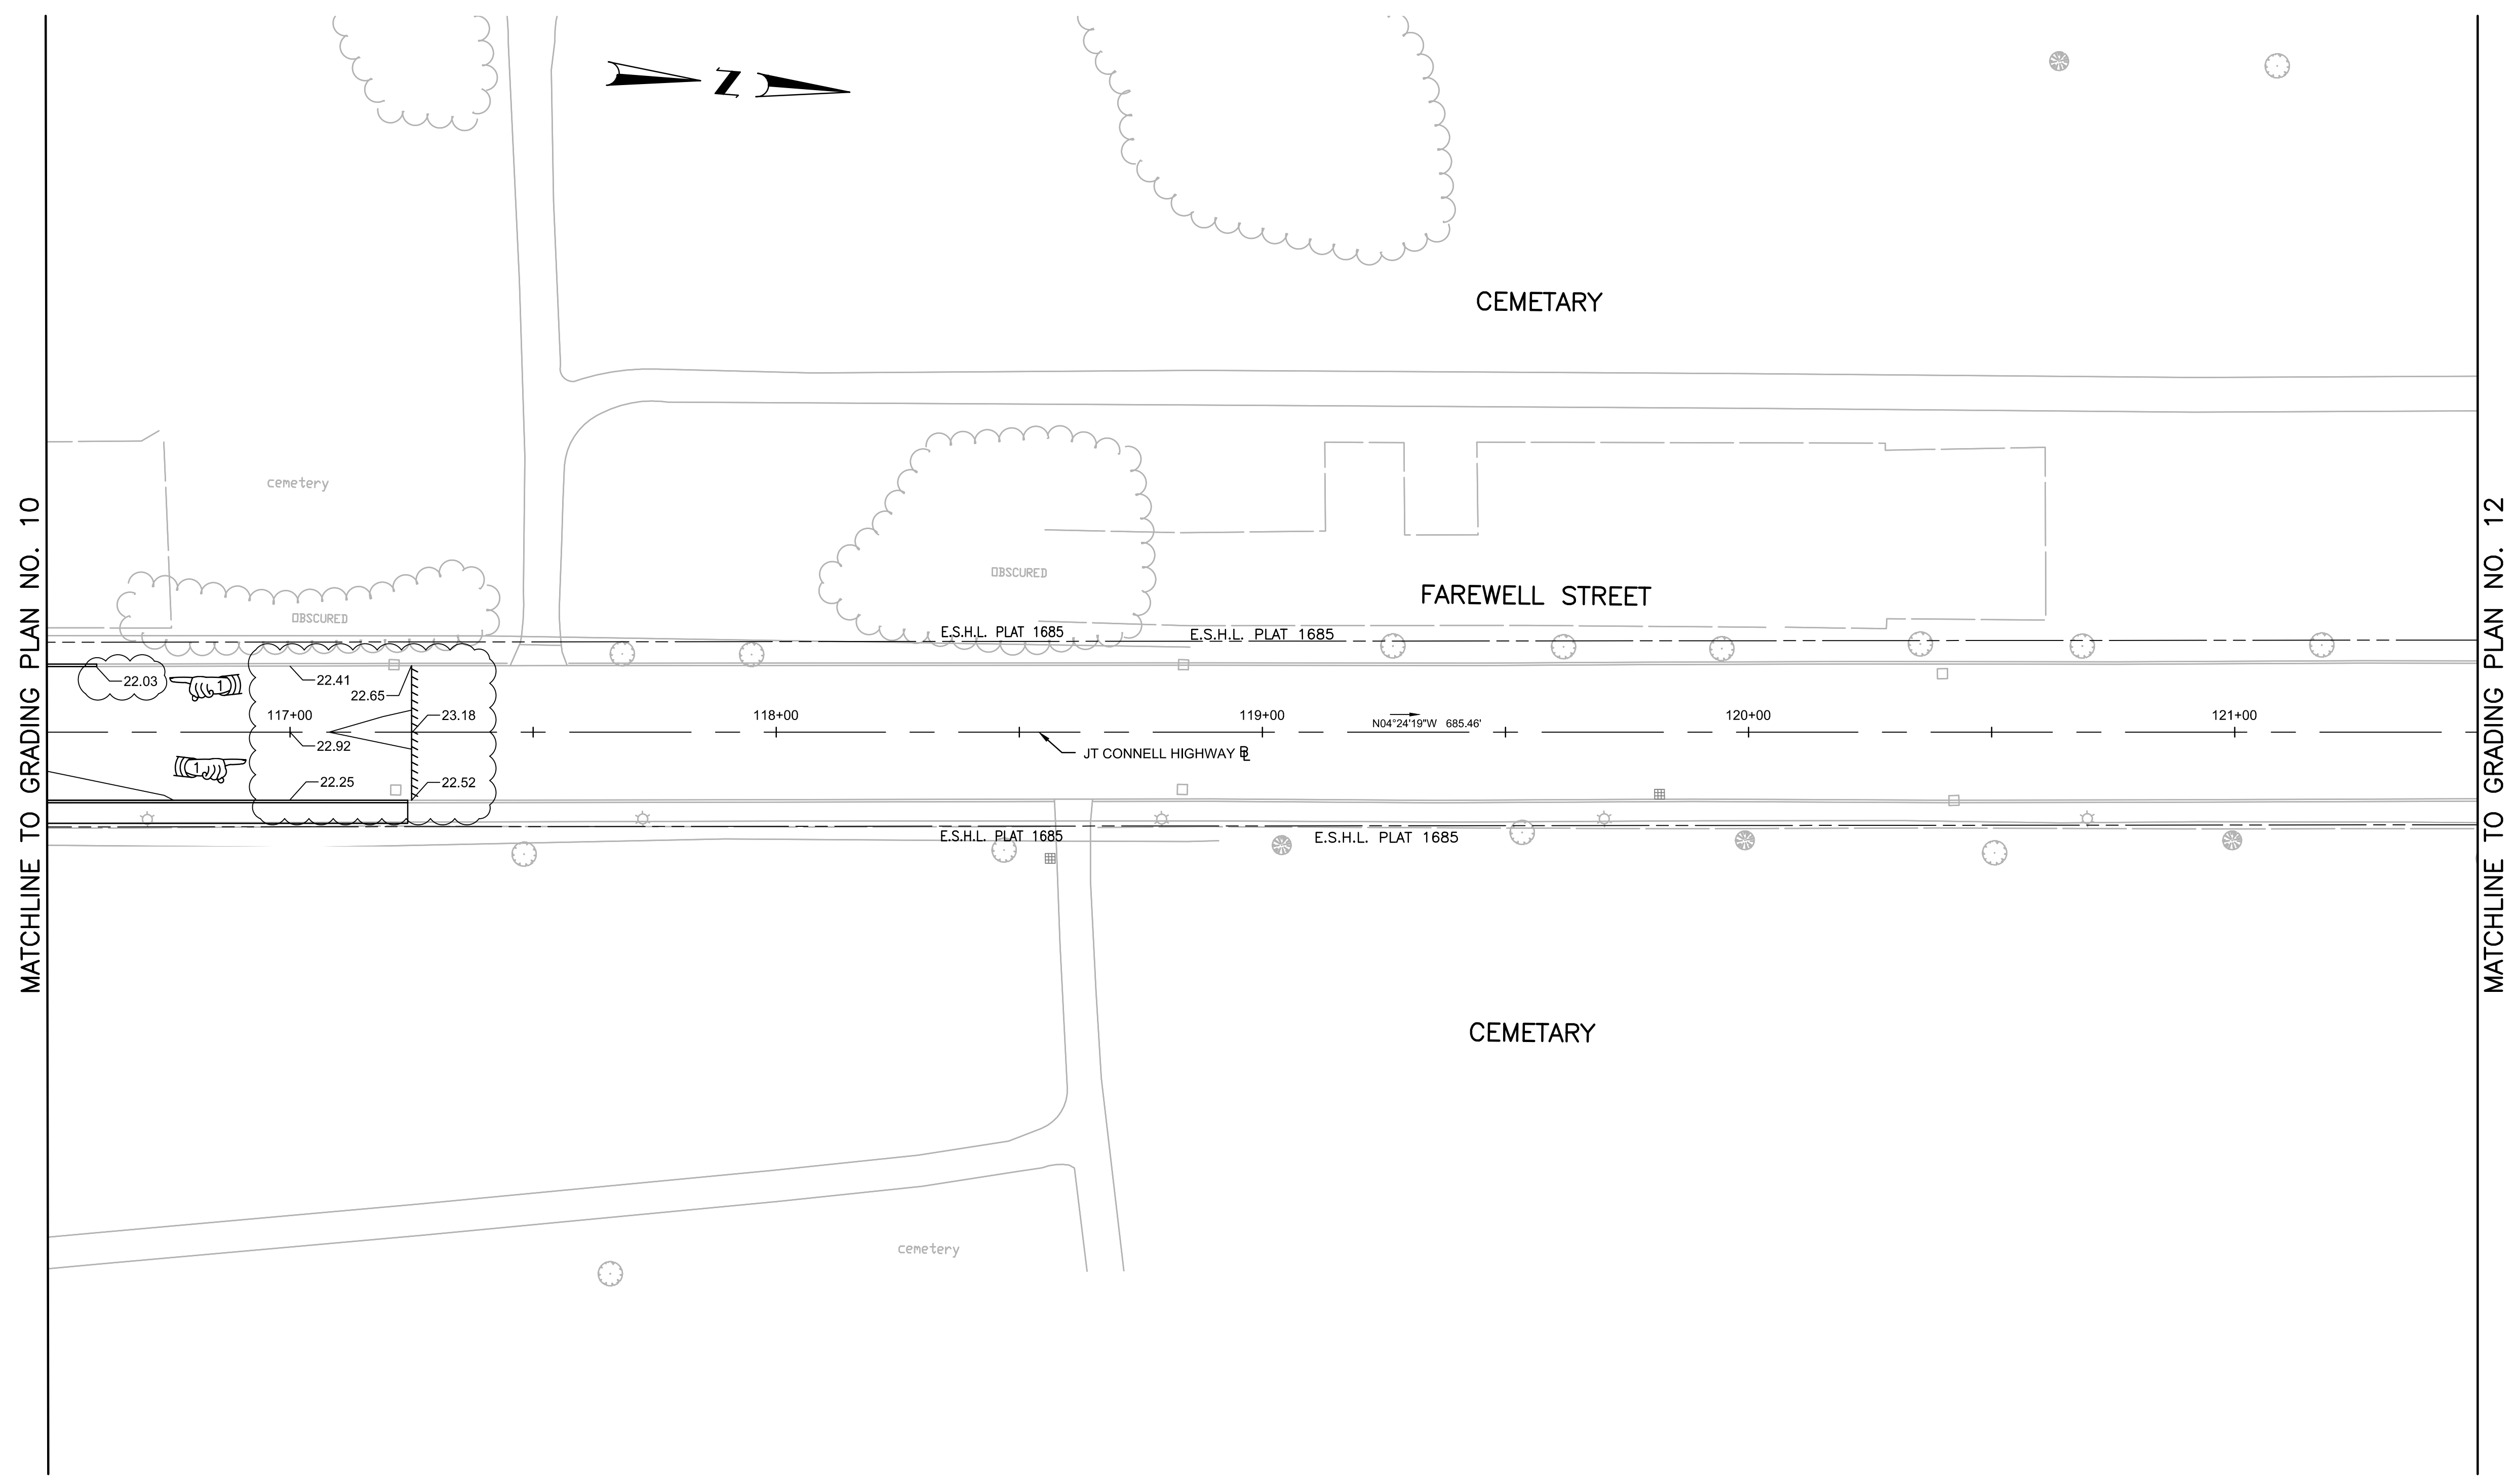 N
CEMETARY
cemetery
OBSCURED
OBSCURED
FAREWELL STREET
E.S.H.L. PLAT 1685
E.S.H.L. PLAT 1685
MATCHLINE TO GRADING PLAN NO. 10
MATCHLINE TO GRADING PLAN NO. 12
22.03
1
22.41
22.65
117+00
23.18
118+00
119+00
N04°24'19"W 685.46'
120+00
121+00
22.92
JT CONNELL HIGHWAY BL
1
22.25
22.52
E.S.H.L. PLAT 1685
E.S.H.L. PLAT 1685
CEMETARY
cemetery